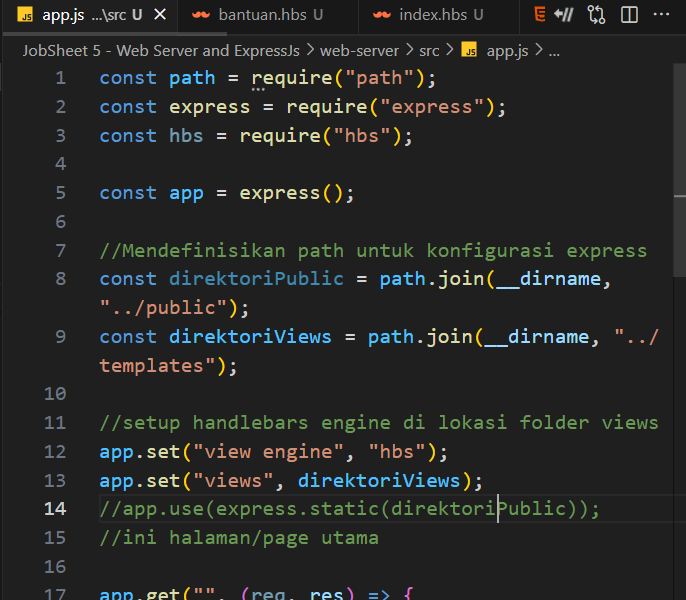 JS app.js ...\src U
bantuan.hbs U
index.hbs U
JobSheet 5 - Web Server and ExpressJs > web-server > src > JS app.js > ...
1 const path = require("path");
2 const express = require("express");
3 const hbs = require("hbs");
4
5 const app = express();
6
7 //Mendefinisikan path untuk konfigurasi express
8 const direktoriPublic = path.join(__dirname,
"../public");
9 const direktoriViews = path.join(__dirname, "../
templates");
10
11 //setup handlebars engine di lokasi folder views
12 app.set("view engine", "hbs");
13 app.set("views", direktoriViews);
14 //app.use(express.static(direktoriPublic));
15 //ini halaman/page utama
16
17 app.get("", (req, res) => {